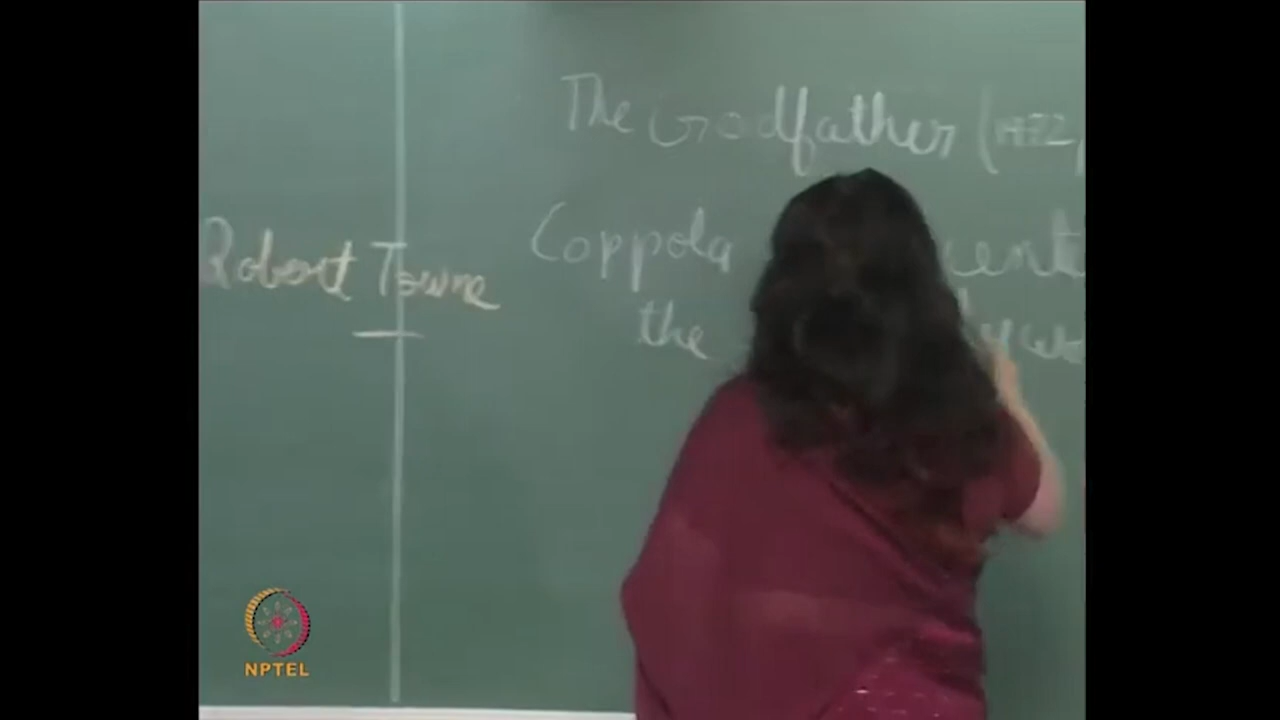 Robert Towne
The Godfather (1972,
Coppola
the
NPTEL